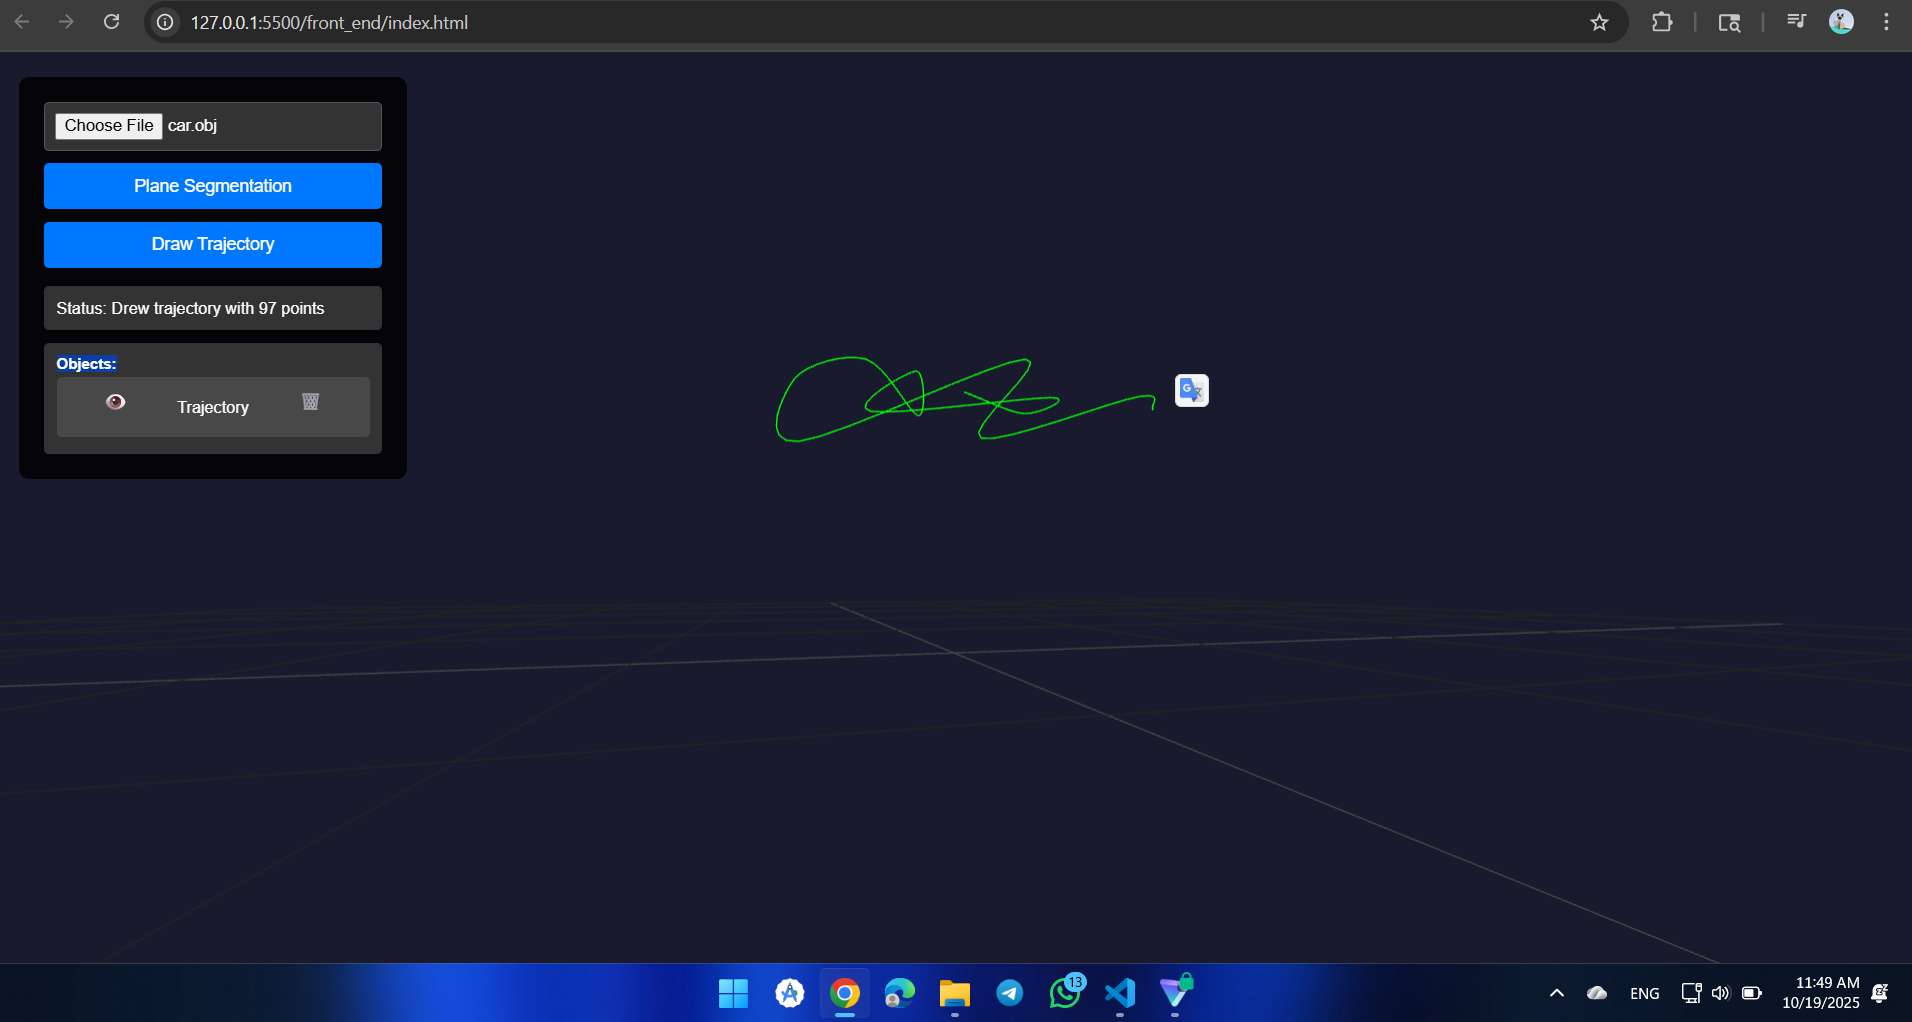 127.0.0.1:5500/front_end/index.html
Choose File car.obj
Plane Segmentation
Draw Trajectory
Status: Drew trajectory with 97 points
Objects:
Trajectory
13
ENG
11:49 AM
10/19/2025